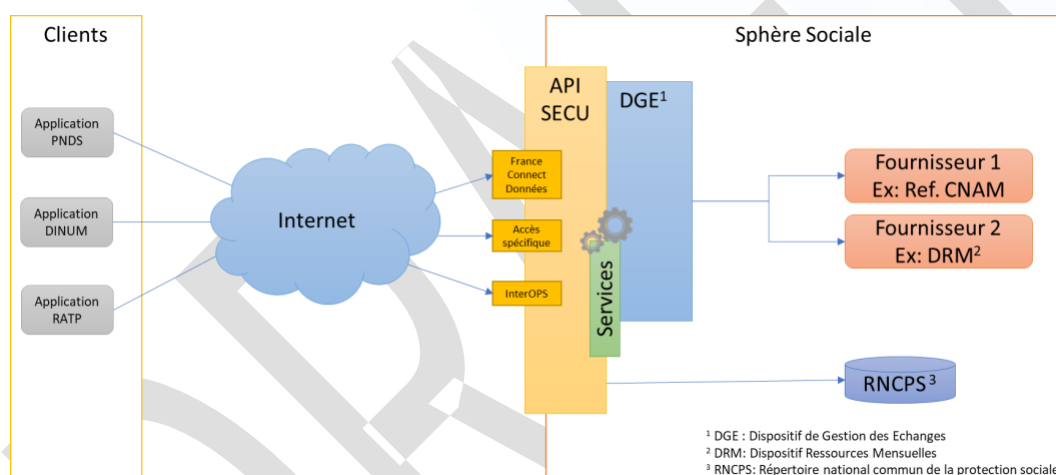 Clients
Sphère Sociale
Application
PNDS
Application
DINUM
Application
RATP
Internet
API
SECU
DGE¹
France
Connect
Données
Accès
spécifique
InterOPS
Services
Fournisseur 1
Ex: Ref. CNAM
Fournisseur 2
Ex: DRM²
RNCPS ³
¹ DGE : Dispositif de Gestion des Echanges
² DRM: Dispositif Ressources Mensuelles
³ RNCPS: Répertoire national commun de la protection sociale